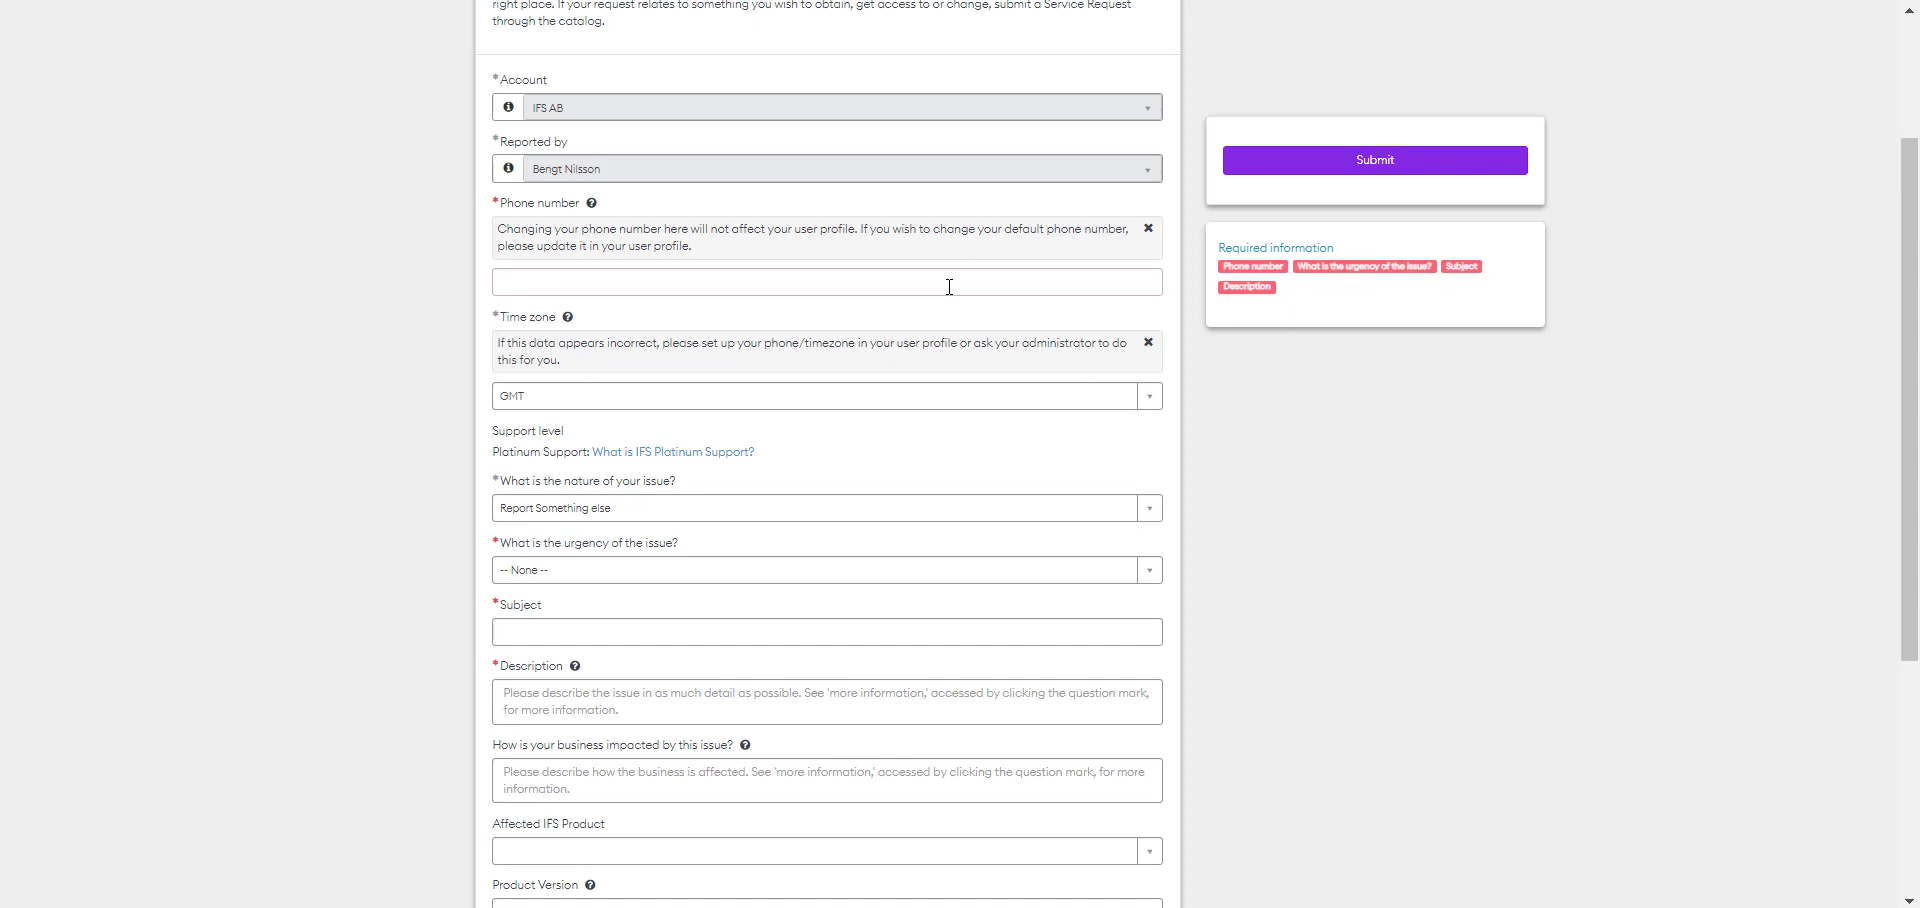 right place. If your request relates to something you wish to obtain, get access to or change, submit a Service Request
through the catalog.
*Account
IFS AB
*Reported by
Bengt Nilsson
*Phone number
Changing your phone number here will not affect your user profile. If you wish to change your default phone number,
please update it in your user profile.
*Time zone
If this data appears incorrect, please set up your phone/timezone in your user profile or ask your administrator to do
this for you.
GMT
Support level
Platinum Support: What is IFS Platinum Support?
*What is the nature of your issue?
Report Something else
*What is the urgency of the issue?
-- None --
*Subject
*Description
Please describe the issue in as much detail as possible. See 'more information,' accessed by clicking the question mark,
for more information.
How is your business impacted by this issue?
Please describe how the business is affected. See 'more information,' accessed by clicking the question mark, for more
information.
Affected IFS Product
Product Version
Submit
Required information
Phone number What is the urgency of the issue? Subject
Description